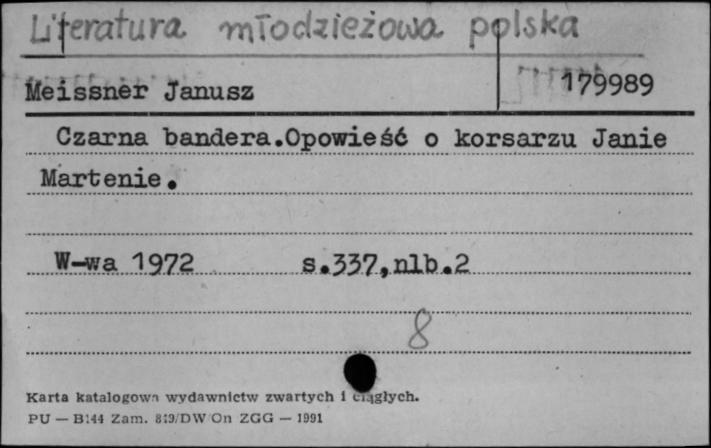 Literatura młodzieżowa polska
Meissner Janusz 179989
Czarna bandera.Opowieść o korsarzu Janie
Martenie.
W-wa 1972 s.337,nlb.2
8
Karta katalogowa wydawnictw zwartych i ciągłych.
PU — B144 Zam. 819/DW/On ZGG — 1991